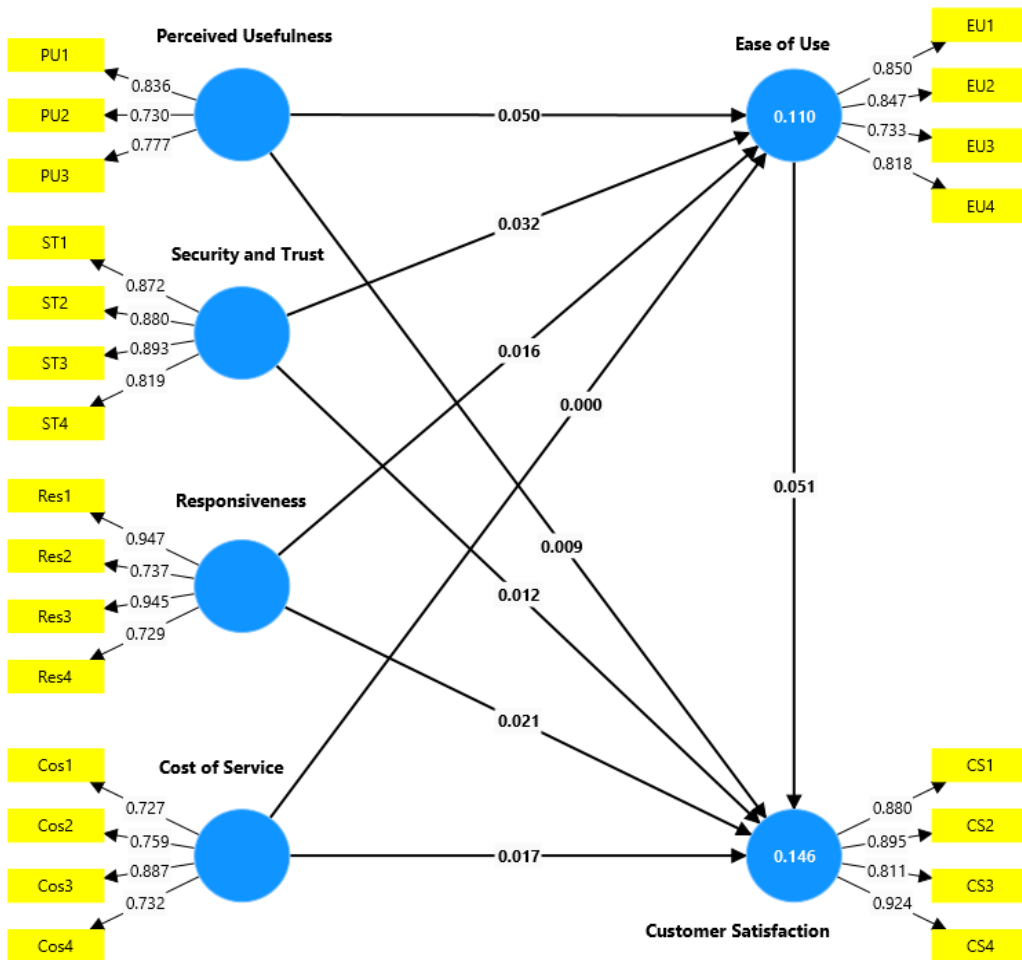 Perceived Usefulness
Ease of Use
EU1
PU1
0.836
0.850
EU2
PU2
0.730
0.050
0.110
0.847
0.777
0.733
EU3
PU3
0.818
EU4
ST1
0.032
Security and Trust
0.872
ST2
0.880
0.016
ST3
0.893
0.819
0.000
ST4
0.051
Res1
Responsiveness
0.947
0.009
Res2
0.737
0.012
0.945
Res3
0.729
Res4
0.021
Cos1
Cost of Service
CS1
0.727
0.880
Cos2
0.759
0.017
0.146
0.895
CS2
0.887
0.811
Cos3
CS3
0.732
0.924
Customer Satisfaction
Cos4
CS4